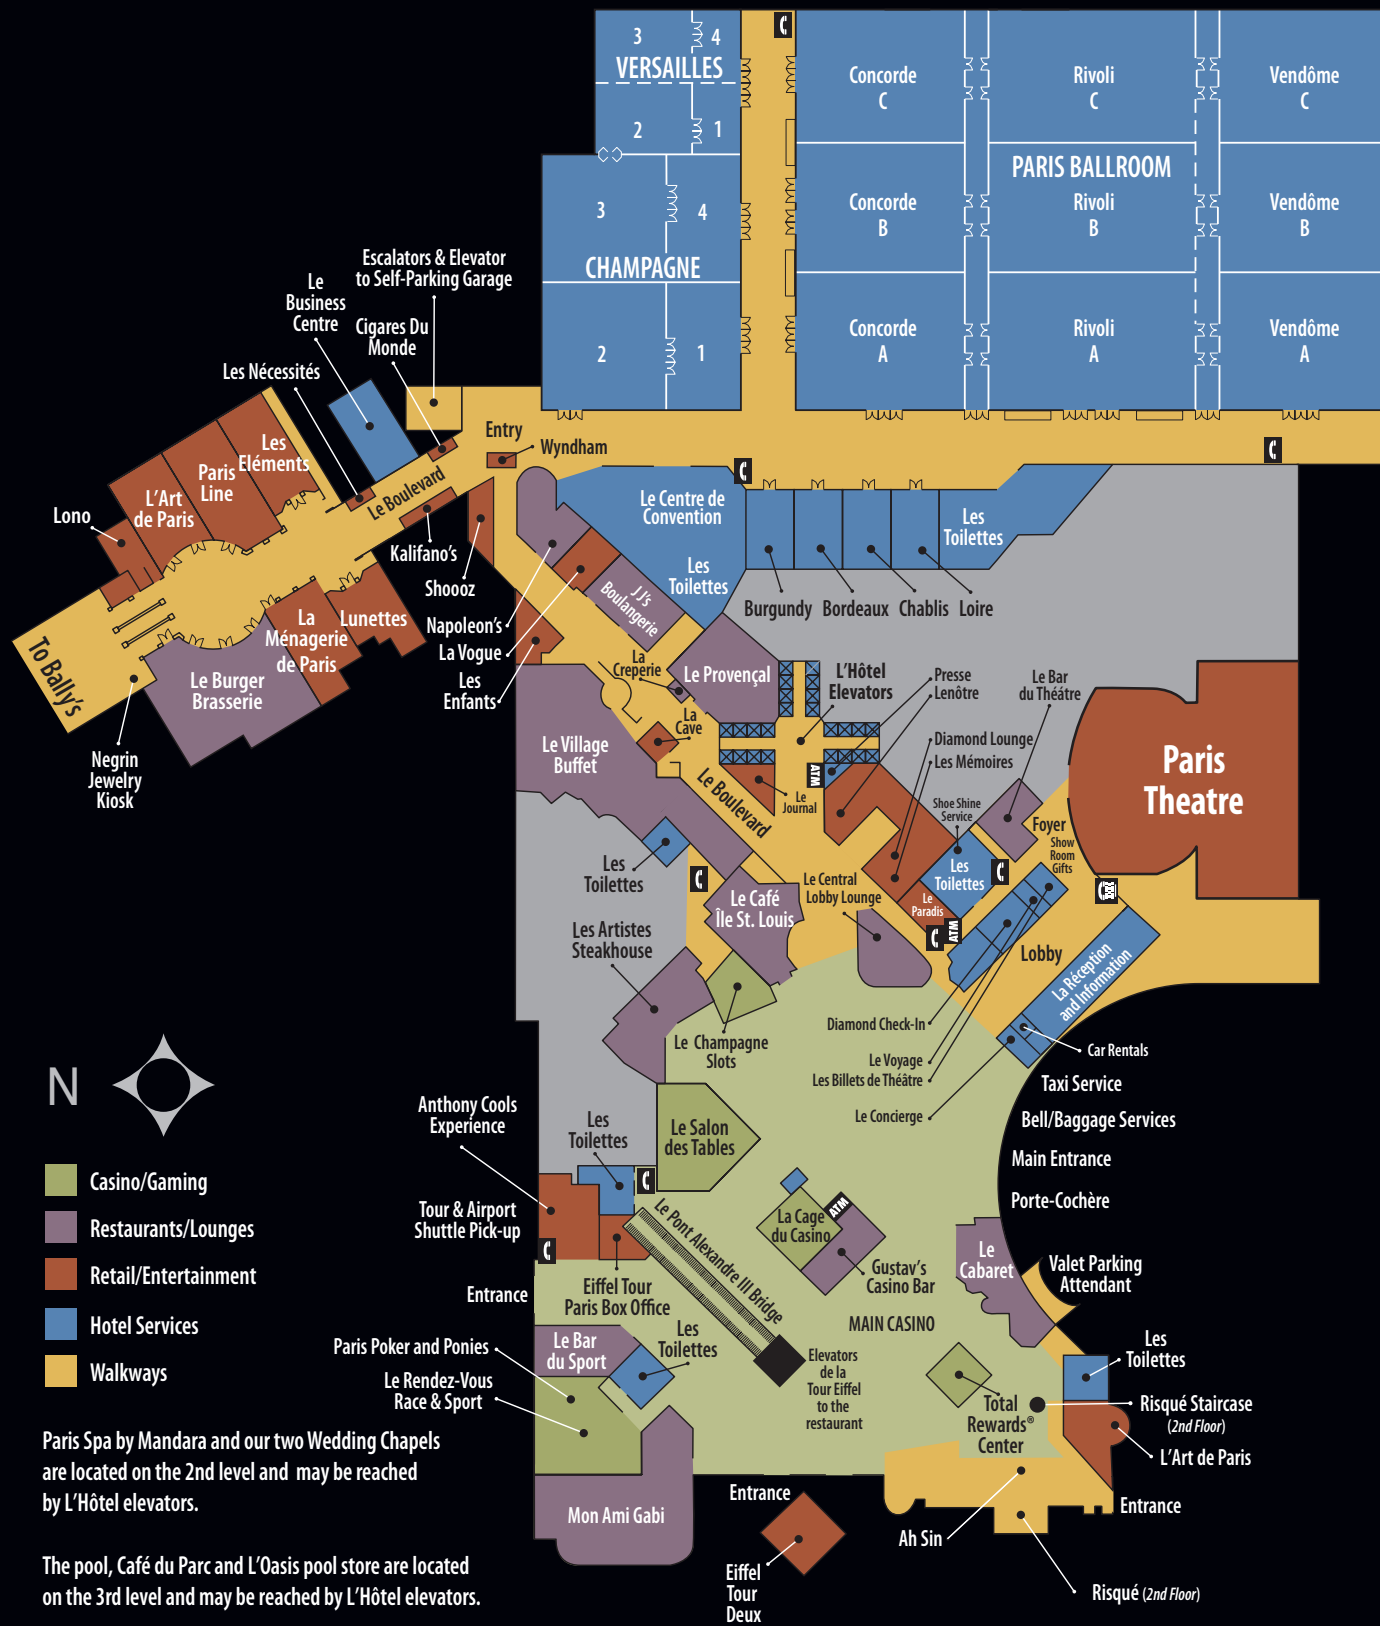 3
4
VERSAILLES
2
1
Concorde
C
Rivoli
C
Vendôme
C
PARIS BALLROOM
3
4
Concorde
B
Rivoli
B
Vendôme
B
CHAMPAGNE
2
1
Concorde
A
Rivoli
A
Vendôme
A
Escalators & Elevator
to Self-Parking Garage
Le
Business
Centre
Cigares Du
Monde
Les Nécessités
Entry
Wyndham
Les
Eléments
Paris
Line
L'Art
de Paris
Lono
Le Boulevard
Kalifano's
Shoooz
Le Centre de
Convention
Les
Toilettes
Les
Toilettes
Burgundy
Bordeaux
Chablis
Loire
JJ's
Boulangerie
Napoleon's
La Vogue
Les
Enfants
La
Ménagerie
de Paris
Lunettes
Le Burger
Brasserie
To Bally's
Negrin
Jewelry
Kiosk
La
Creperie
Le Provençal
L'Hôtel
Elevators
Presse
Lenôtre
Le Bar
du Théátre
La
Cave
Le Village
Buffet
Le Boulevard
Le
Journal
ATM
Diamond Lounge
Les Mémoires
Shoe Shine
Service
Paris
Theatre
Foyer
Show
Room
Gifts
Les
Toilettes
Les
Toilettes
Le Central
Lobby Lounge
Le
Paradis
ATM
Le Café
Île St. Louis
Les Artistes
Steakhouse
Lobby
La Réception
and Information
Le Champagne
Slots
Diamond Check-In
Le Voyage
Les Billets de Théâtre
Le Concierge
Car Rentals
Taxi Service
Bell/Baggage Services
Main Entrance
Porte-Cochère
Valet Parking
Attendant
N
Casino/Gaming
Restaurants/Lounges
Retail/Entertainment
Hotel Services
Walkways
Anthony Cools
Experience
Les
Toilettes
Le Salon
des Tables
Tour & Airport
Shuttle Pick-up
Le Pont Alexandre III Bridge
La Cage
du Casino
ATM
Gustav's
Casino Bar
Le
Cabaret
Entrance
Eiffel Tour
Paris Box Office
MAIN CASINO
Le Bar
du Sport
Les
Toilettes
Paris Poker and Ponies
Le Rendez-Vous
Race & Sport
Elevators
de la
Tour Eiffel
to the
restaurant
Total
Rewards®
Center
Les
Toilettes
Risqué Staircase
(2nd Floor)
L'Art de Paris
Entrance
Mon Ami Gabi
Entrance
Eiffel
Tour
Deux
Ah Sin
Risqué (2nd Floor)
Paris Spa by Mandara and our two Wedding Chapels
are located on the 2nd level and may be reached
by L'Hôtel elevators.
The pool, Café du Parc and L'Oasis pool store are located
on the 3rd level and may be reached by L'Hôtel elevators.